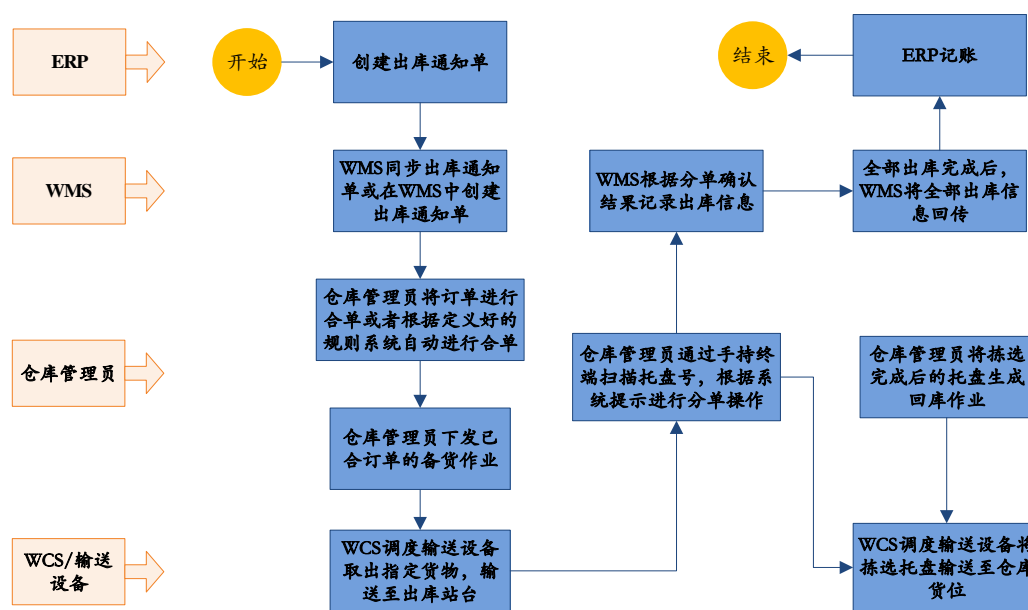 ERP
开始
创建出库通知单
结束
ERP记账
WMS
WMS同步出库通知
单或在WMS中创建
出库通知单
WMS根据分单确认
结果记录出库信息
全部出库完成后，
WMS将全部出库信
息回传
仓库管理员
仓库管理员将订单进行
合单或者根据定义好的
规则系统自动进行合单
仓库管理员通过手持终
端扫描托盘号，根据系
统提示进行分单操作
仓库管理员将拣选
完成后的托盘生成
回库作业
仓库管理员下发已
合订单的备货作业
WCS/输送
设备
WCS调度输送设备
取出指定货物，输
送至出库站台
WCS调度输送设备将
拣选托盘输送至仓库
货位